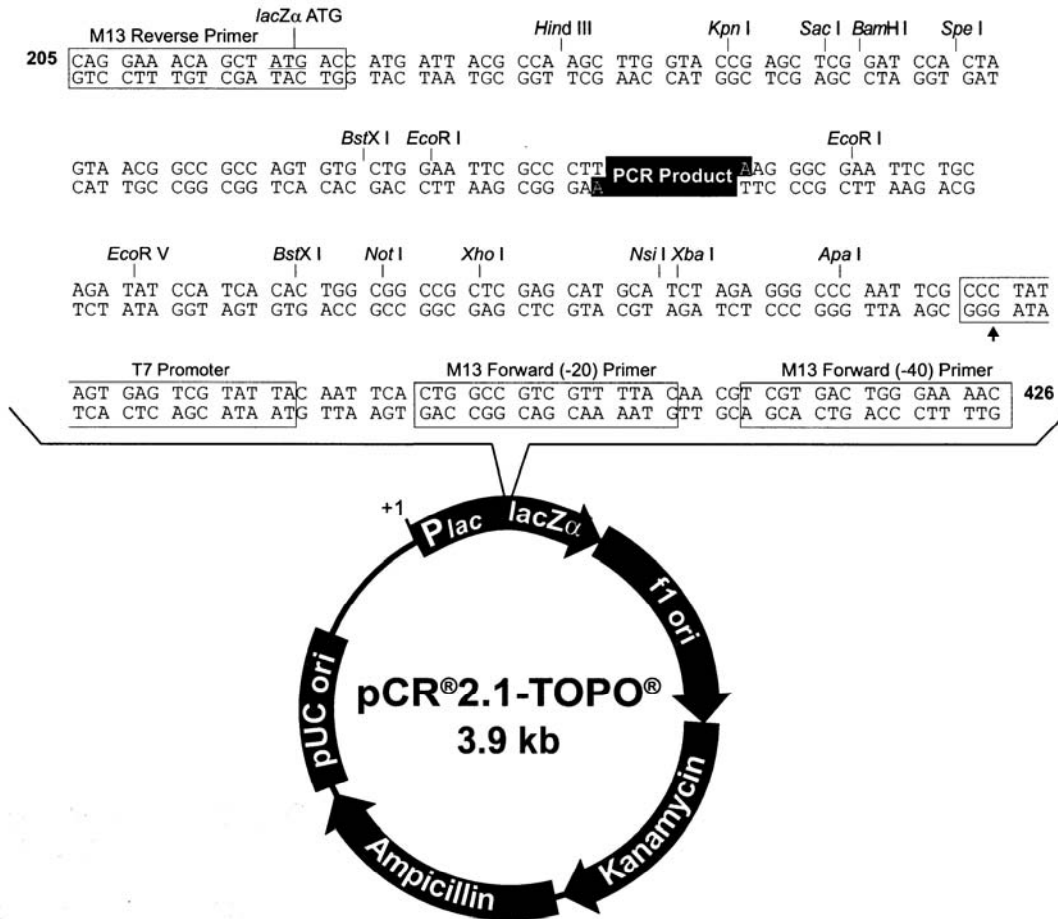 lacZα ATG
M13 Reverse Primer
Hind III Kpn I Sac I BamH I Spe I
205 CAG GAA ACA GCT ATG ACC ATG ATT ACG CCA AGC TTG GTA CCG AGC TCG GAT CCA CTA
GTC CTT TGT CGA TAC TGG TAC TAA TGC GGT TCG AAC CAT GGC TCG AGC CTA GGT GAT
BstX I EcoR I EcoR I
GTA ACG GCC GCC AGT GTG CTG GAA TTC GCC CTT PCR Product AAG GGC GAA TTC TGC
CAT TGC CGG CGG TCA CAC GAC CTT AAG CGG GAA TTC CCG CTT AAG ACG
EcoR V BstX I Not I Xho I Nsi I Xba I Apa I
AGA TAT CCA TCA CAC TGG CGG CCG CTC GAG CAT GCA TCT AGA GGG CCC AAT TCG CCC TAT
TCT ATA GGT AGT GTG ACC GCC GGC GAG CTC GTA CGT AGA TCT CCC GGG TTA AGC GGG ATA
T7 Promoter M13 Forward (-20) Primer M13 Forward (-40) Primer
AGT GAG TCG TAT TAC AAT TCA CTG GCC GTC GTT TTA CAA CGT CGT GAC TGG GAA AAC 426
TCA CTC AGC ATA ATG TTA AGT GAC CGG CAG CAA AAT GTT GCA GCA CTG ACC CTT TTG
+1
Plac lacZα
f1 ori
Kanamycin
Ampicillin
pUC ori
pCR®2.1-TOPO®
3.9 kb